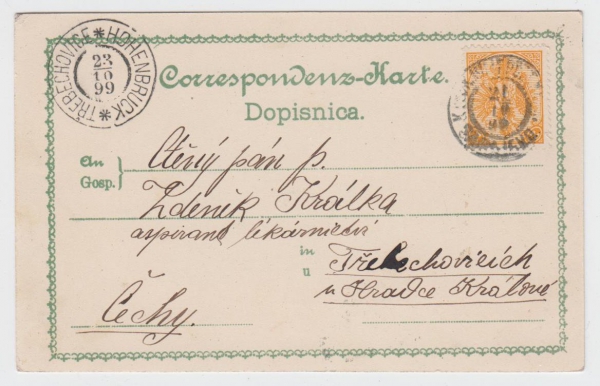 TŘEBECHOVICE * HOHENBRUCK *
23
10
99
Correspondenz-Karte.
Dopisnica.
An
Gosp.
Ctěný pán p.
Zdeněk Králka
aspirant lékárnictví
in
u
Třebechovicích
u Hradce Králové
Čechy.
21